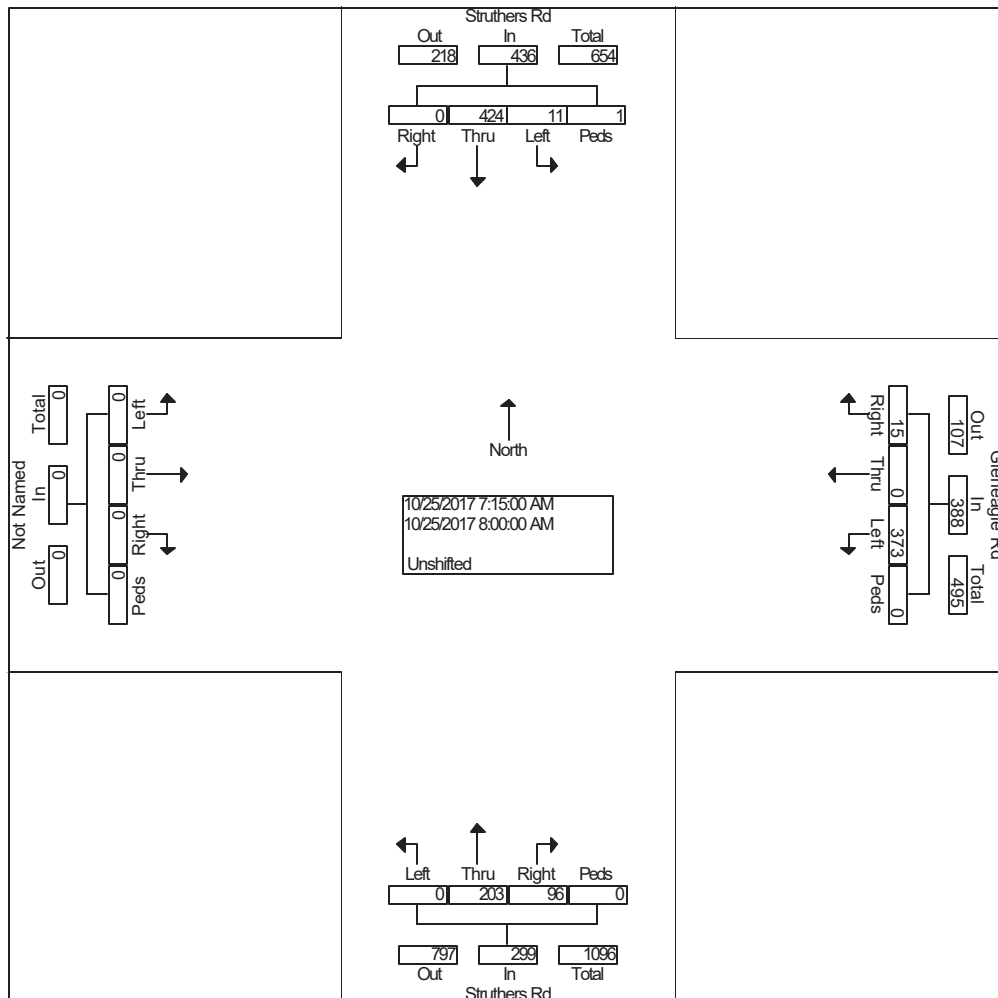 Struthers Rd
Out In Total
218 436 654
0 424 11 1
Right Thru Left Peds
Not Named
Total In Out
0 0 0
0 0 0 0
Left Thru Right Peds
North
10/25/2017 7:15:00 AM
10/25/2017 8:00:00 AM
Unshifted
Right Thru Left Peds
15 0 373 0
Out In Total
107 388 495
Gleneagle Rd
Left Thru Right Peds
0 203 96 0
797 299 1096
Out In Total
Struthers Rd